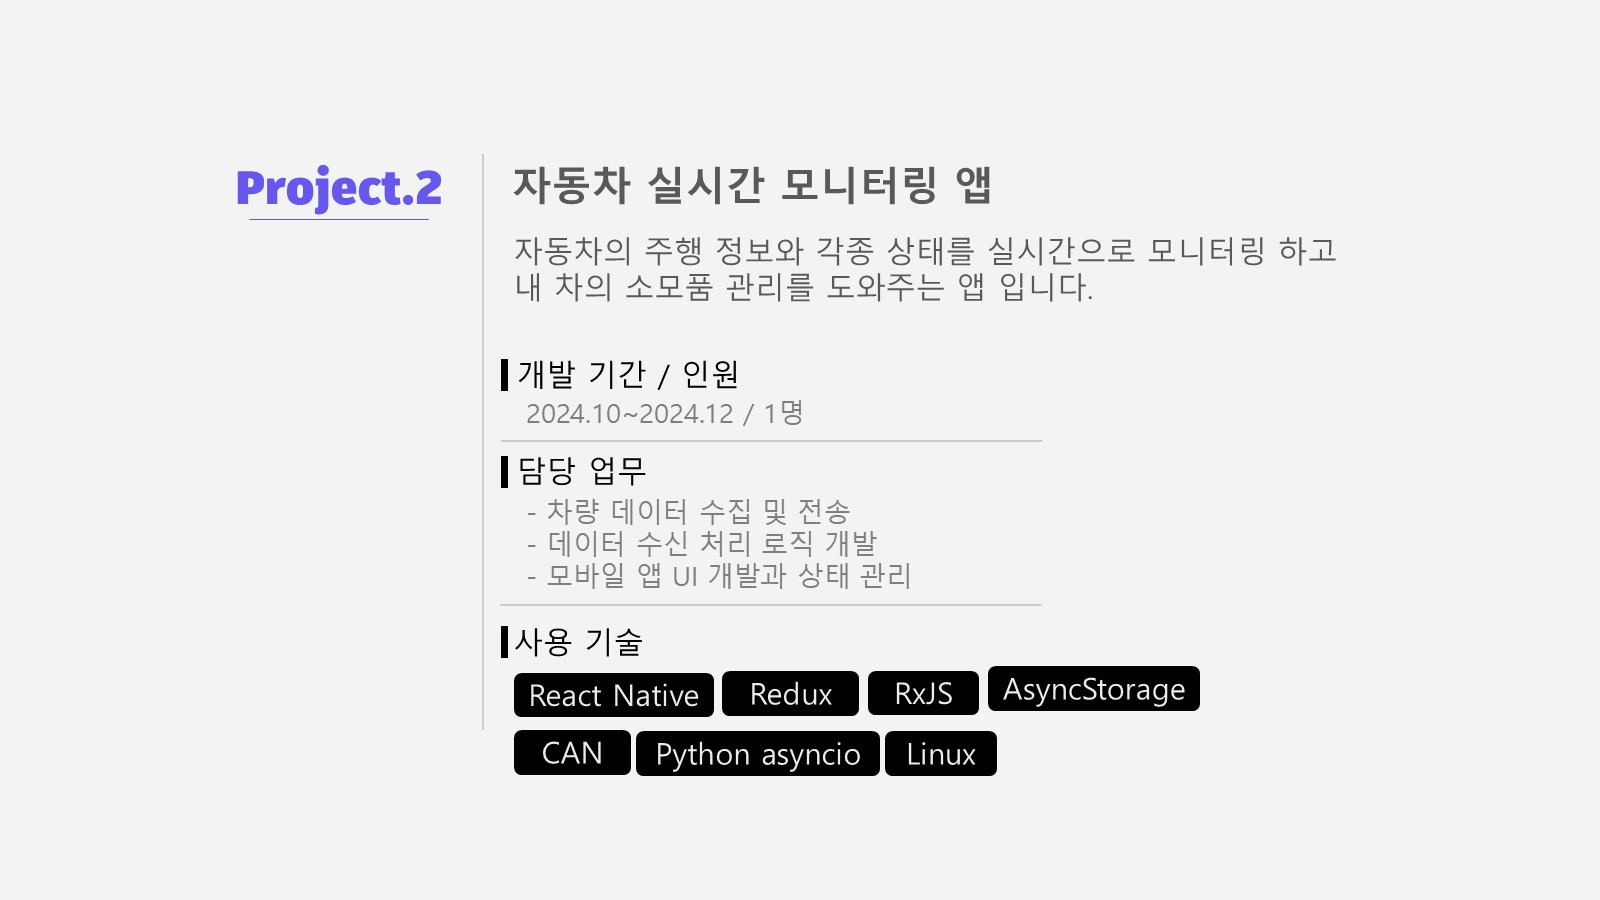 Project.2
자동차 실시간 모니터링 앱
자동차의 주행 정보와 각종 상태를 실시간으로 모니터링 하고
내 차의 소모품 관리를 도와주는 앱 입니다.
개발 기간 / 인원
2024.10~2024.12 / 1명
담당 업무
- 차량 데이터 수집 및 전송
- 데이터 수신 처리 로직 개발
- 모바일 앱 UI 개발과 상태 관리
사용 기술
React Native Redux RxJS AsyncStorage
CAN Python asyncio Linux